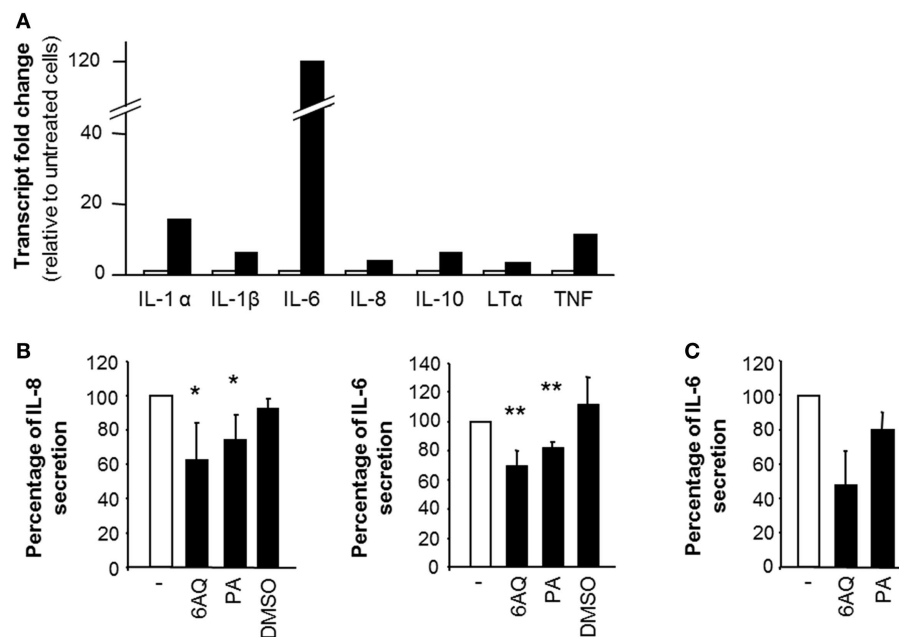 A
Transcript fold change
(relative to untreated cells)
120
40
20
0
IL-1 α IL-1β IL-6 IL-8 IL-10 LTα TNF
B
Percentage of IL-8
secretion
120
100
80
60
40
20
0
* *
- 6AQ PA DMSO
Percentage of IL-6
secretion
140
120
100
80
60
40
20
0
** **
- 6AQ PA DMSO
C
Percentage of IL-6
secretion
120
100
80
60
40
20
0
- 6AQ PA